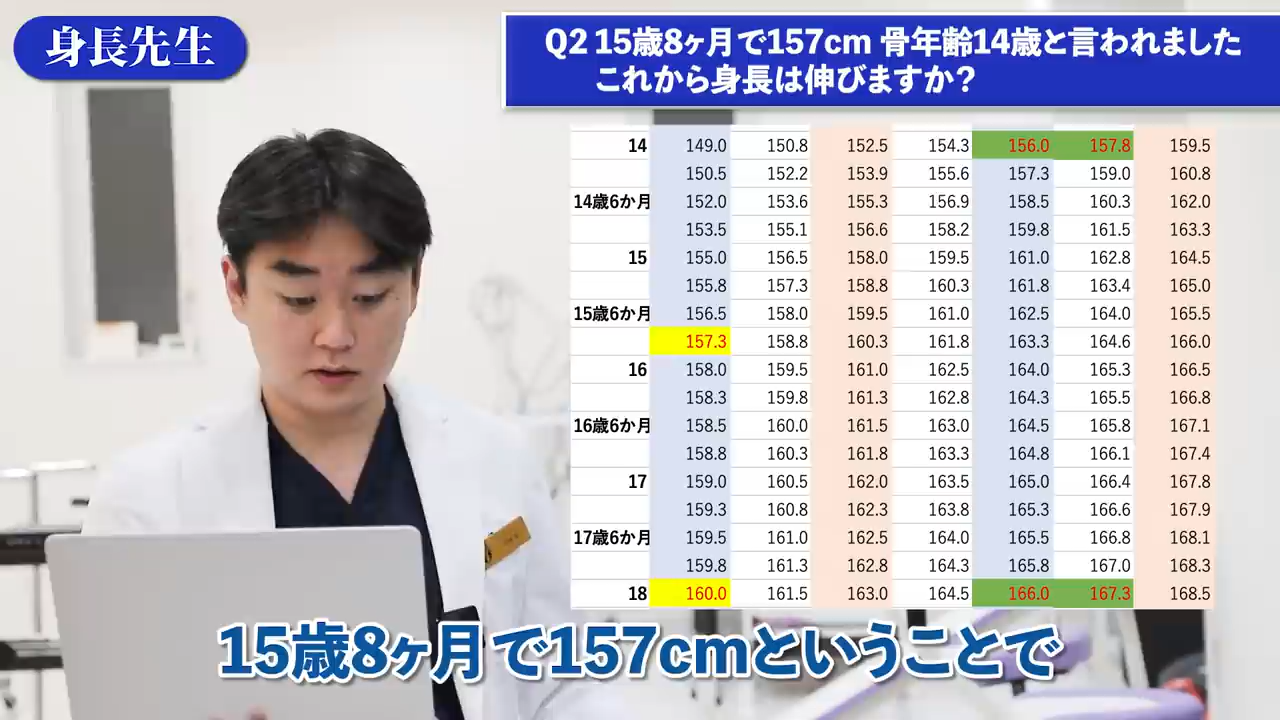 身長先生
Q2 15歳8ヶ月で157cm 骨年齢14歳と言われました
これから身長は伸びますか?
14 149.0 150.8 152.5 154.3 156.0 157.8 159.5
150.5 152.2 153.9 155.6 157.3 159.0 160.8
14歳6か月 152.0 153.6 155.3 156.9 158.5 160.3 162.0
153.5 155.1 156.6 158.2 159.8 161.5 163.3
15 155.0 156.5 158.0 159.5 161.0 162.8 164.5
155.8 157.3 158.8 160.3 161.8 163.4 165.0
15歳6か月 156.5 158.0 159.5 161.0 162.5 164.0 165.5
157.3 158.8 160.3 161.8 163.3 164.6 166.0
16 158.0 159.5 161.0 162.5 164.0 165.3 166.5
158.3 159.8 161.3 162.8 164.3 165.5 166.8
16歳6か月 158.5 160.0 161.5 163.0 164.5 165.8 167.1
158.8 160.3 161.8 163.3 164.8 166.1 167.4
17 159.0 160.5 162.0 163.5 165.0 166.4 167.8
159.3 160.8 162.3 163.8 165.3 166.6 167.9
17歳6か月 159.5 161.0 162.5 164.0 165.5 166.8 168.1
159.8 161.3 162.8 164.3 165.8 167.0 168.3
18 160.0 161.5 163.0 164.5 166.0 167.3 168.5
15歳8ヶ月で157cmということで